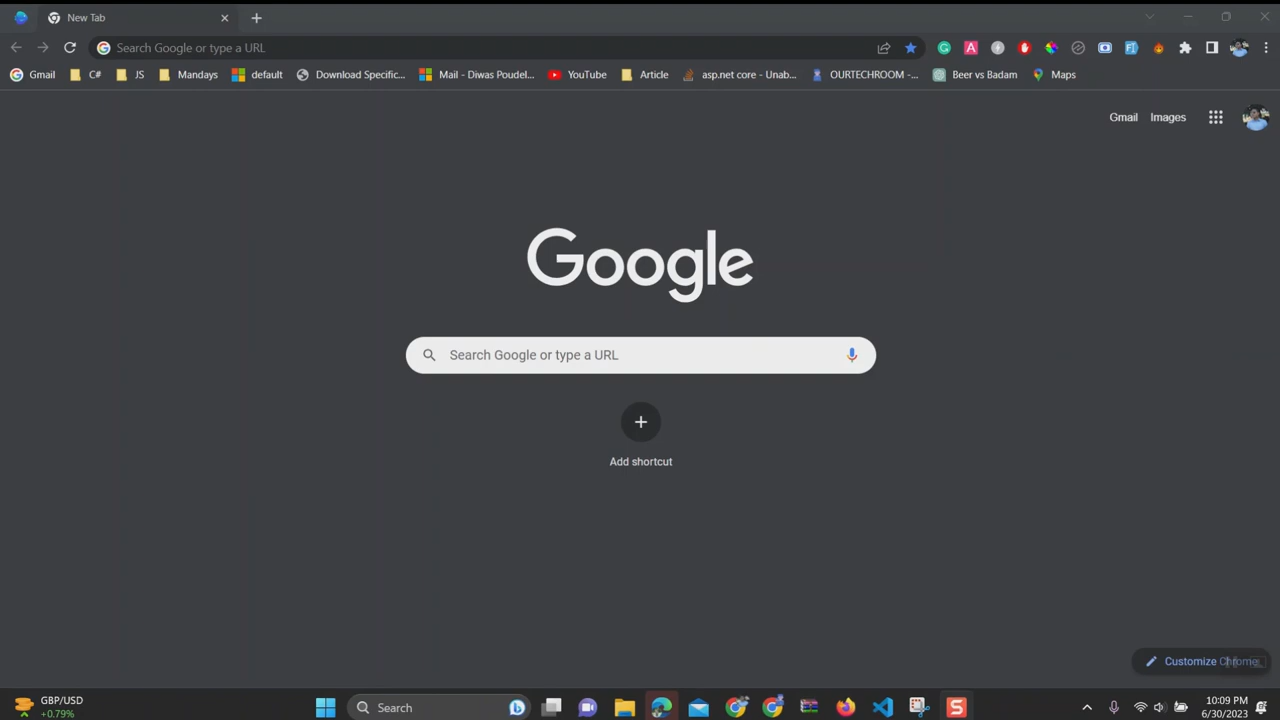 New Tab
Search Google or type a URL
Gmail C# JS Mandays default Download Specific... Mail - Diwas Poudel... YouTube Article asp.net core - Unab... OURTECHROOM -... Beer vs Badam Maps
Gmail Images
Google
Search Google or type a URL
Add shortcut
Customize Chrome
GBP/USD
+0.79%
Search
10:09 PM
6/30/2023